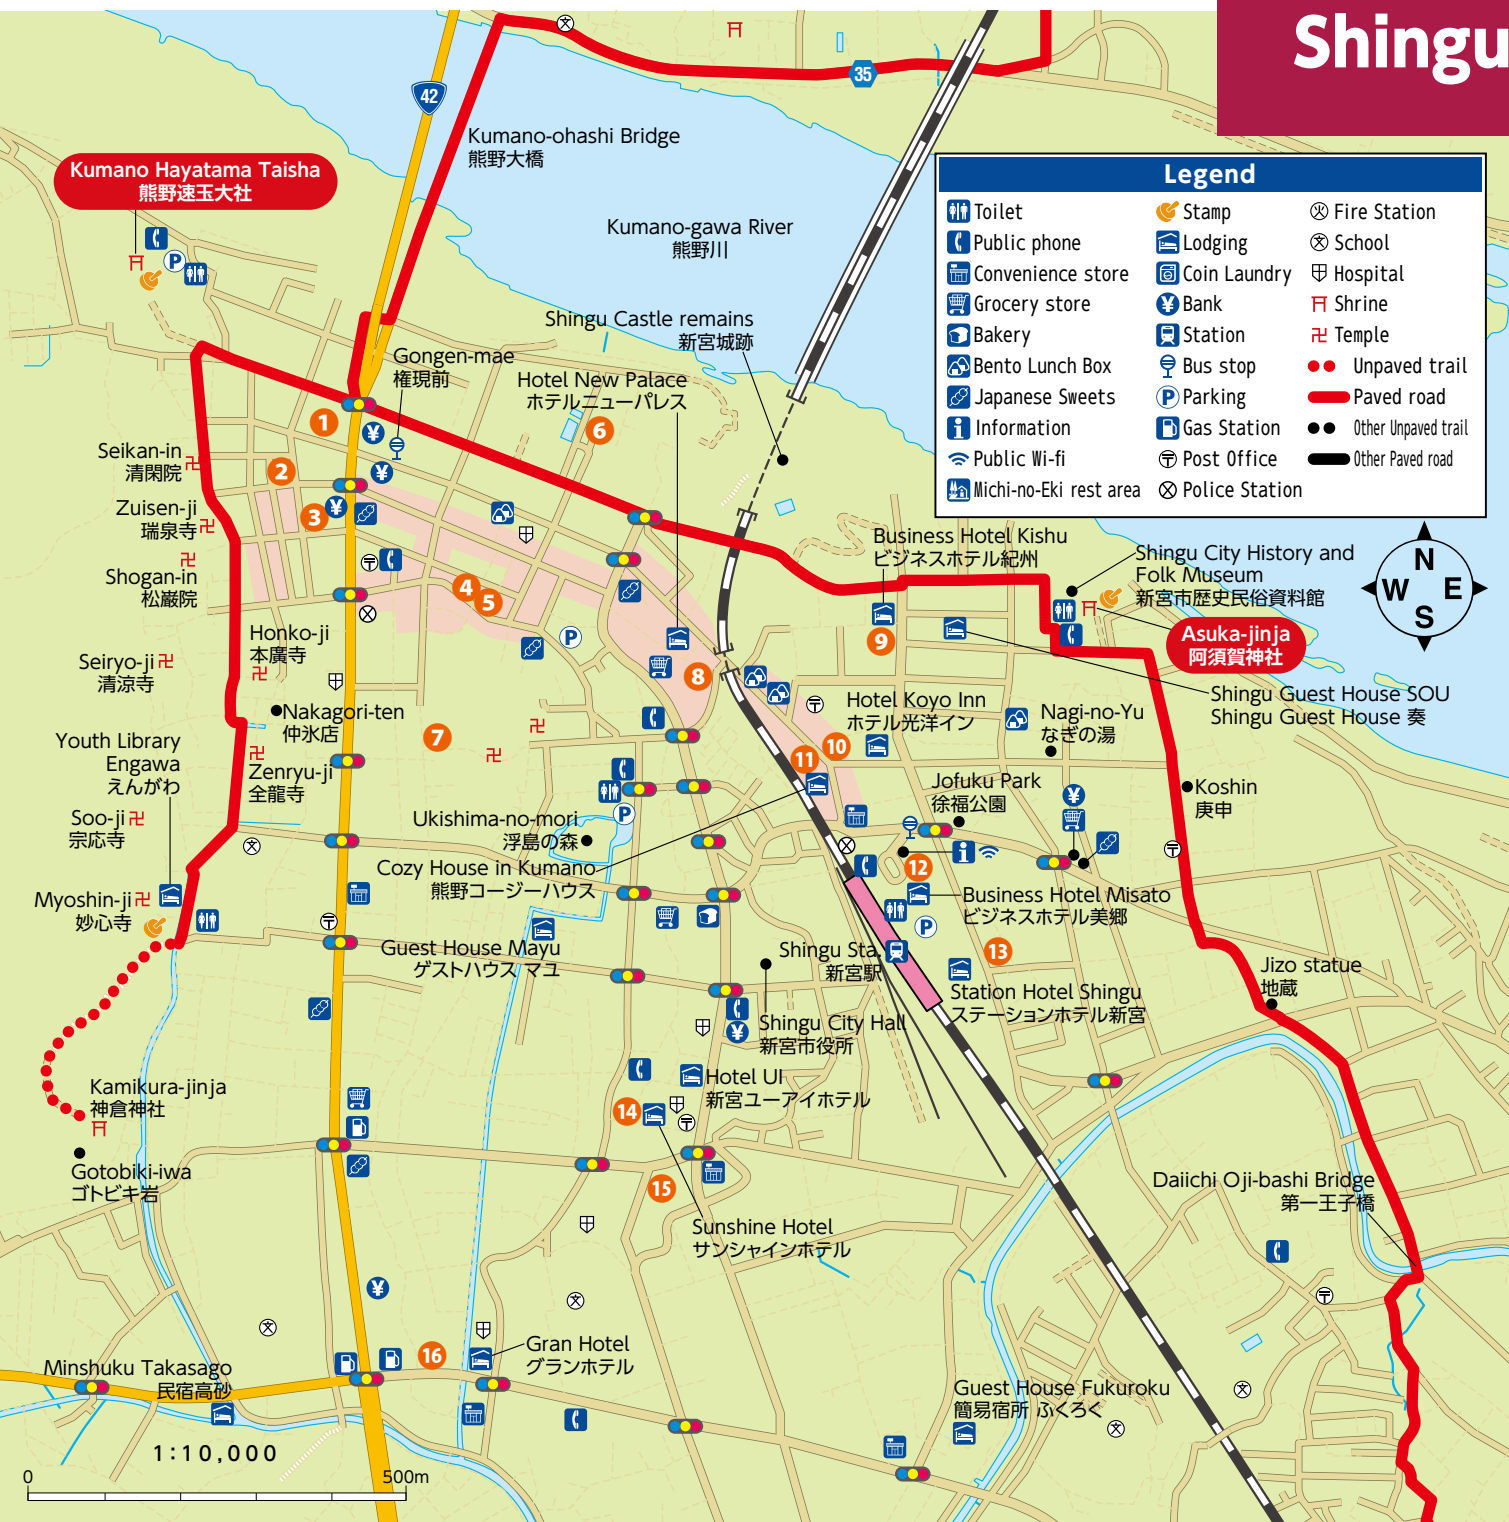 Shingu
35
42
Kumano-ohashi Bridge
熊野大橋
Kumano Hayatama Taisha
熊野速玉大社
Kumano-gawa River
熊野川
Legend
Toilet
Public phone
Convenience store
Grocery store
Bakery
Bento Lunch Box
Japanese Sweets
Information
Public Wi-fi
Michi-no-Eki rest area
Stamp
Lodging
Coin Laundry
Bank
Station
Bus stop
Parking
Gas Station
Post Office
Police Station
Fire Station
School
Hospital
Shrine
Temple
Unpaved trail
Paved road
Other Unpaved trail
Other Paved road
Shingu Castle remains
新宮城跡
Gongen-mae
権現前
Hotel New Palace
ホテルニューパレス
1
6
Seikan-in
清閑院
2
Zuisen-ji
瑞泉寺
3
Business Hotel Kishu
ビジネスホテル紀州
N
W E
S
Shingu City History and
Folk Museum
新宮市歴史民俗資料館
Shogan-in
松巌院
4
5
Honko-ji
本廣寺
9
Asuka-jinja
阿須賀神社
Seiryo-ji
清涼寺
8
Shingu Guest House SOU
Shingu Guest House 奏
Nakagori-ten
仲氷店
Hotel Koyo Inn
ホテル光洋イン
Nagi-no-Yu
なぎの湯
7
10
11
Youth Library
Engawa
えんがわ
Zenryu-ji
全龍寺
Jofuku Park
徐福公園
Koshin
庚申
Soo-ji
宗応寺
Ukishima-no-mori
浮島の森
Cozy House in Kumano
熊野コージーハウス
12
Myoshin-ji
妙心寺
Business Hotel Misato
ビジネスホテル美郷
Guest House Mayu
ゲストハウス マユ
Shingu Sta.
新宮駅
13
Station Hotel Shingu
ステーションホテル新宮
Jizo statue
地蔵
Shingu City Hall
新宮市役所
Kamikura-jinja
神倉神社
Hotel UI
新宮ユーアイホテル
14
Gotobiki-iwa
ゴトビキ岩
15
Daiichi Oji-bashi Bridge
第一王子橋
Sunshine Hotel
サンシャインホテル
Gran Hotel
グランホテル
16
Minshuku Takasago
民宿高砂
Guest House Fukuroku
簡易宿所 ふくろく
1:10,000
0 500m